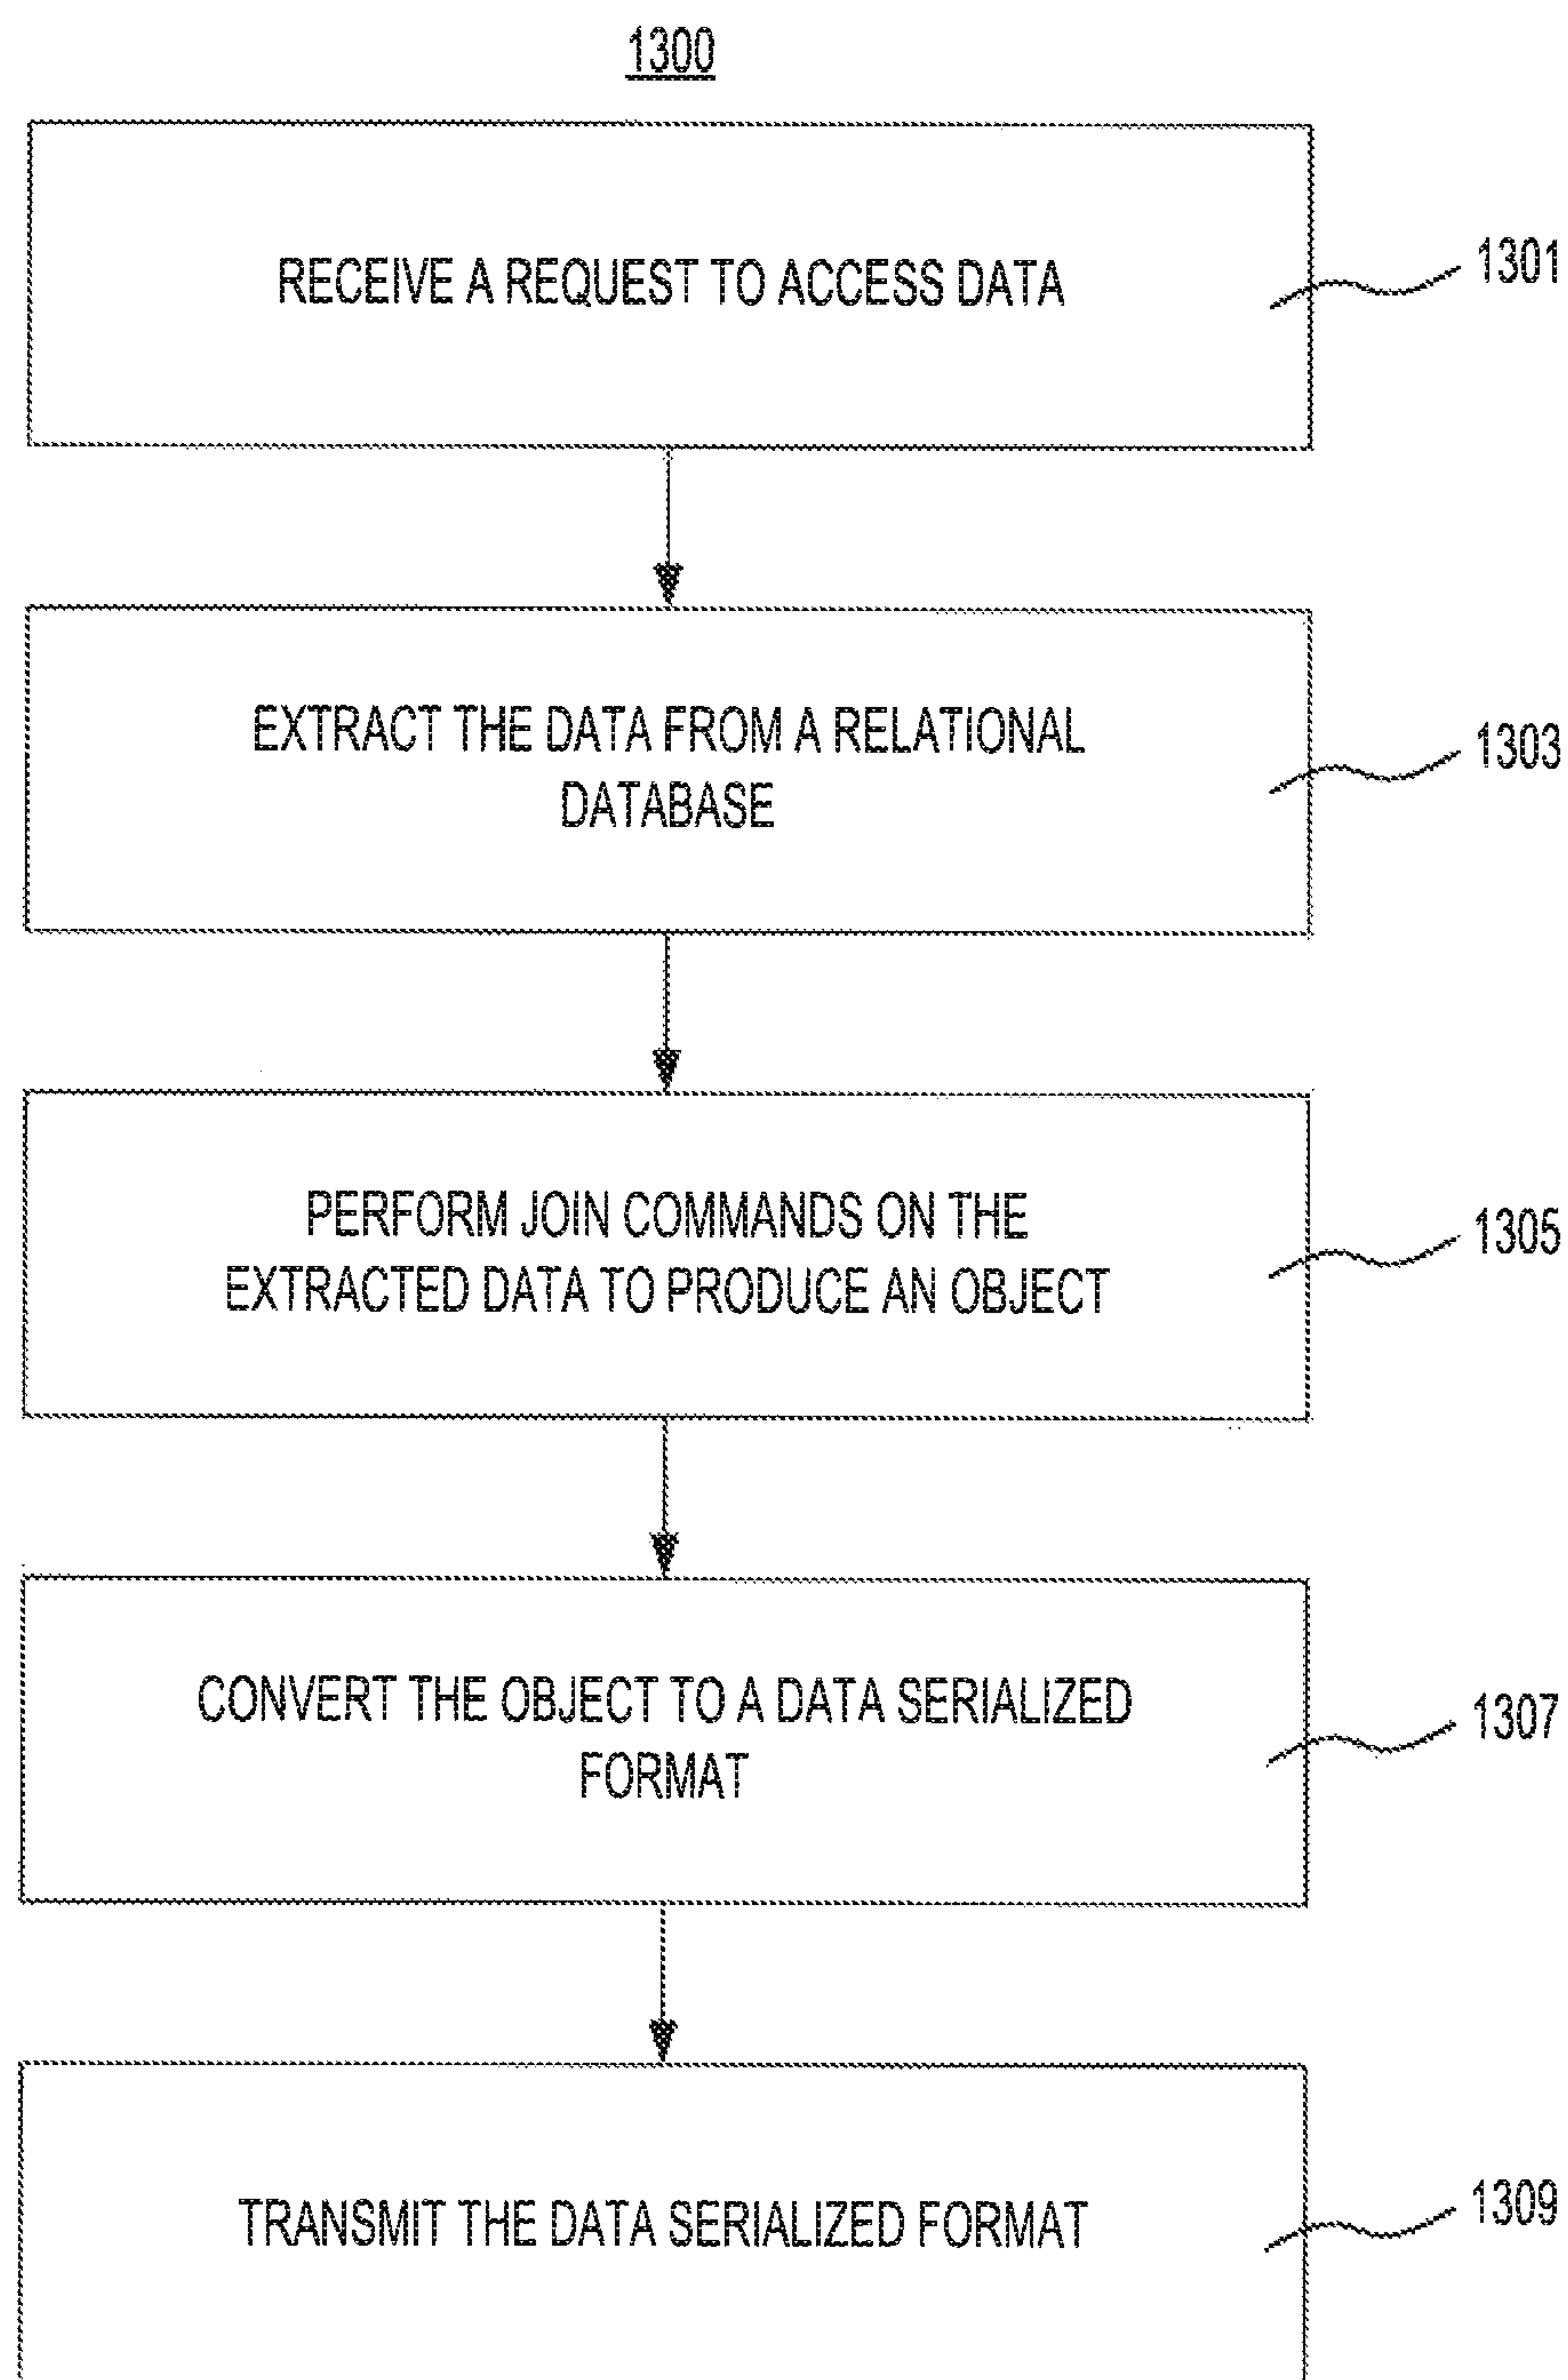 1300
RECEIVE A REQUEST TO ACCESS DATA
1301
EXTRACT THE DATA FROM A RELATIONAL
DATABASE
1303
PERFORM JOIN COMMANDS ON THE
EXTRACTED DATA TO PRODUCE AN OBJECT
1305
CONVERT THE OBJECT TO A DATA SERIALIZED
FORMAT
1307
TRANSMIT THE DATA SERIALIZED FORMAT
1309